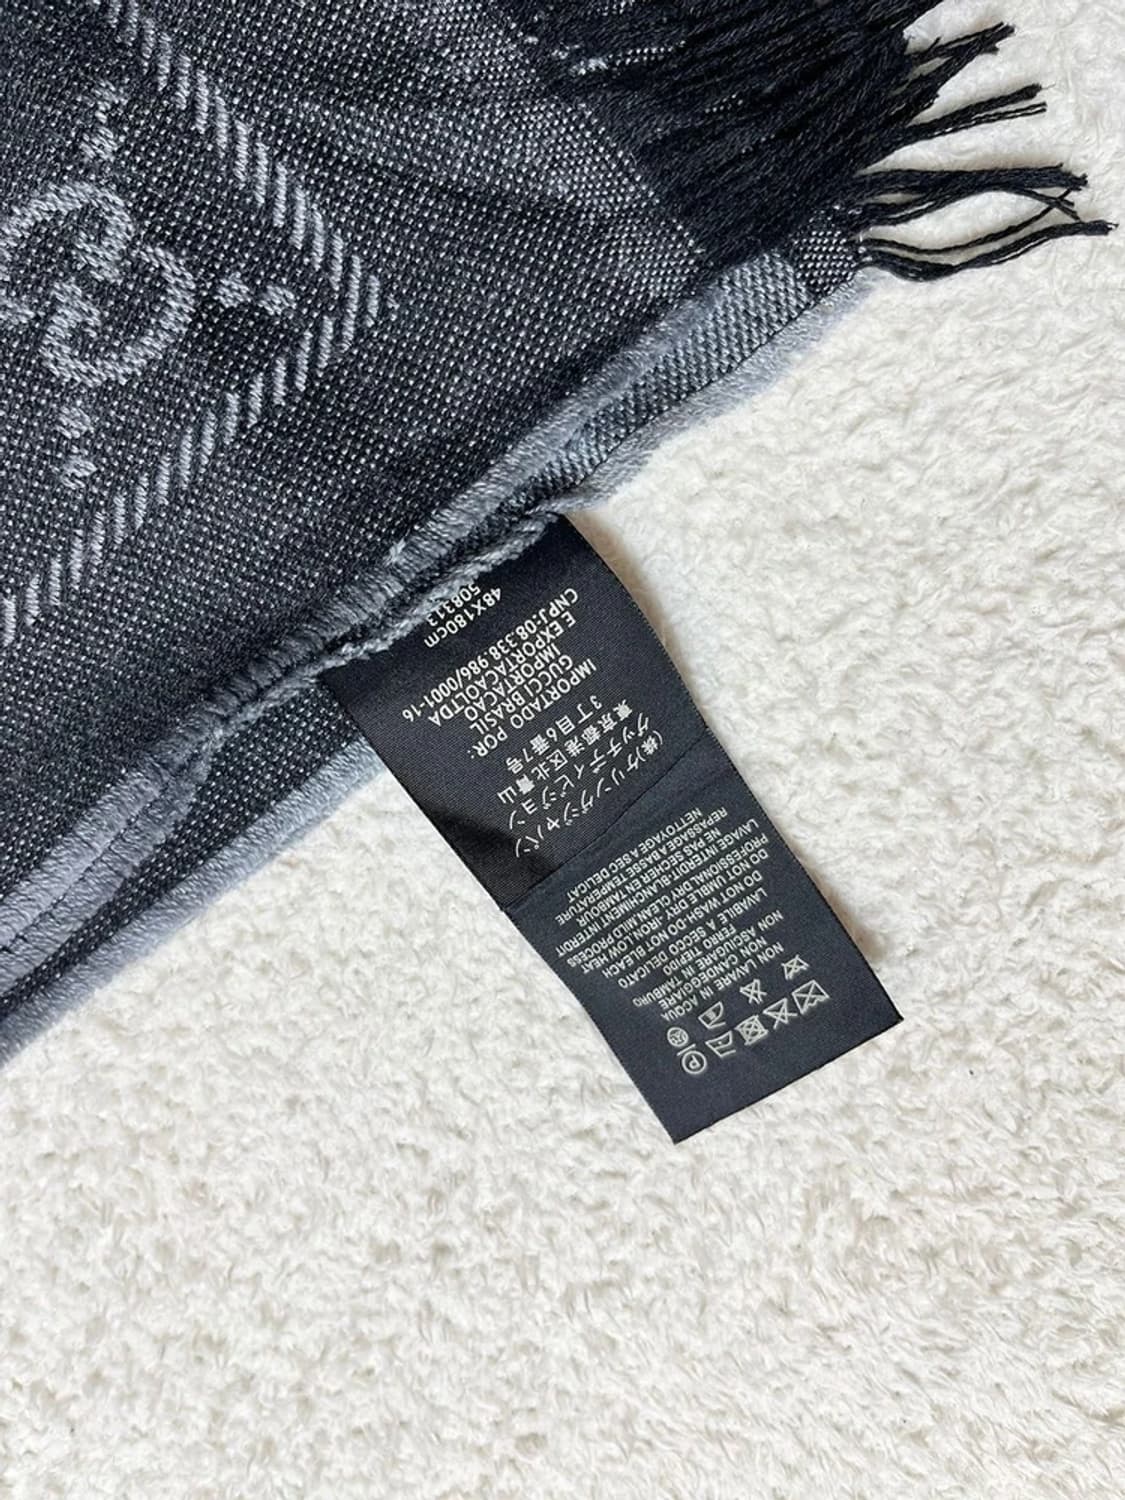 48X180cm
508313
CNPJ:08.338.986/0001-16
E EXPORTACAOLTDA
IMPORTACAO
GUCCI BRASIL
IMPORTADO POR:
3丁目6番7号
東京都港区北青山
グッチディビジョン
(株)ケリングジャパン
NETTOYAGE A SEC DELICAT
REPASSAGE A BASSE TEMPERATURE
NE PAS SECHER EN TAMBOUR
LAVAGE INTERDIT-BLANCHIMENT INTERDIT
PROFESSIONAL DRY CLEAN MILD PROCESS
DO NOT TUMBLE DRY-IRON LOW HEAT
DO NOT WASH-DO NOT BLEACH
LAVABILE A SECCO DELICATO
FERRO TIEPIDO
NON ASCIUGARE IN TAMBURO
NON CANDEGGIARE
NON LAVARE IN ACQUA
P